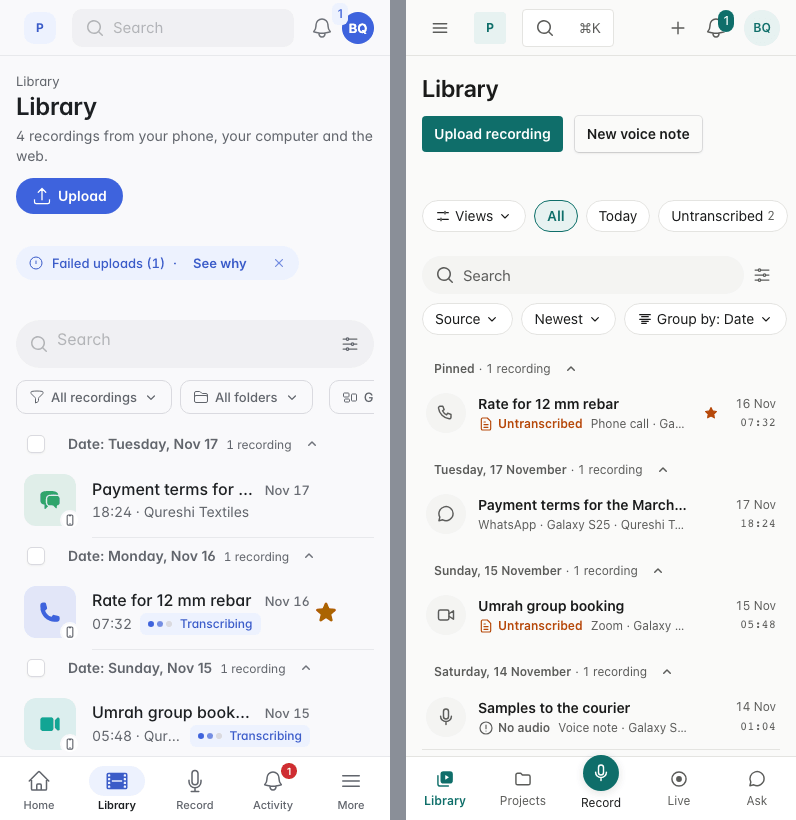 P
Search
1
BQ
Library
Library
4 recordings from your phone, your computer and the
web.
Upload
Failed uploads (1) · See why
Search
All recordings
All folders
G
Date: Tuesday, Nov 17 1 recording
Payment terms for ... Nov 17
18:24 · Qureshi Textiles
Date: Monday, Nov 16 1 recording
Rate for 12 mm rebar Nov 16
07:32 Transcribing
Date: Sunday, Nov 15 1 recording
Umrah group book... Nov 15
05:48 · Qur... Transcribing
Home
Library
Record
1
Activity
More
P
⌘K
1
BQ
Library
Upload recording
New voice note
Views
All
Today
Untranscribed 2
Search
Source
Newest
Group by: Date
Pinned · 1 recording
Rate for 12 mm rebar 16 Nov
Untranscribed Phone call · Ga... 07:32
Tuesday, 17 November · 1 recording
Payment terms for the March... 17 Nov
WhatsApp · Galaxy S25 · Qureshi T... 18:24
Sunday, 15 November · 1 recording
Umrah group booking 15 Nov
Untranscribed Zoom · Galaxy ... 05:48
Saturday, 14 November · 1 recording
Samples to the courier 14 Nov
No audio Voice note · Galaxy S... 01:04
Library
Projects
Record
Live
Ask